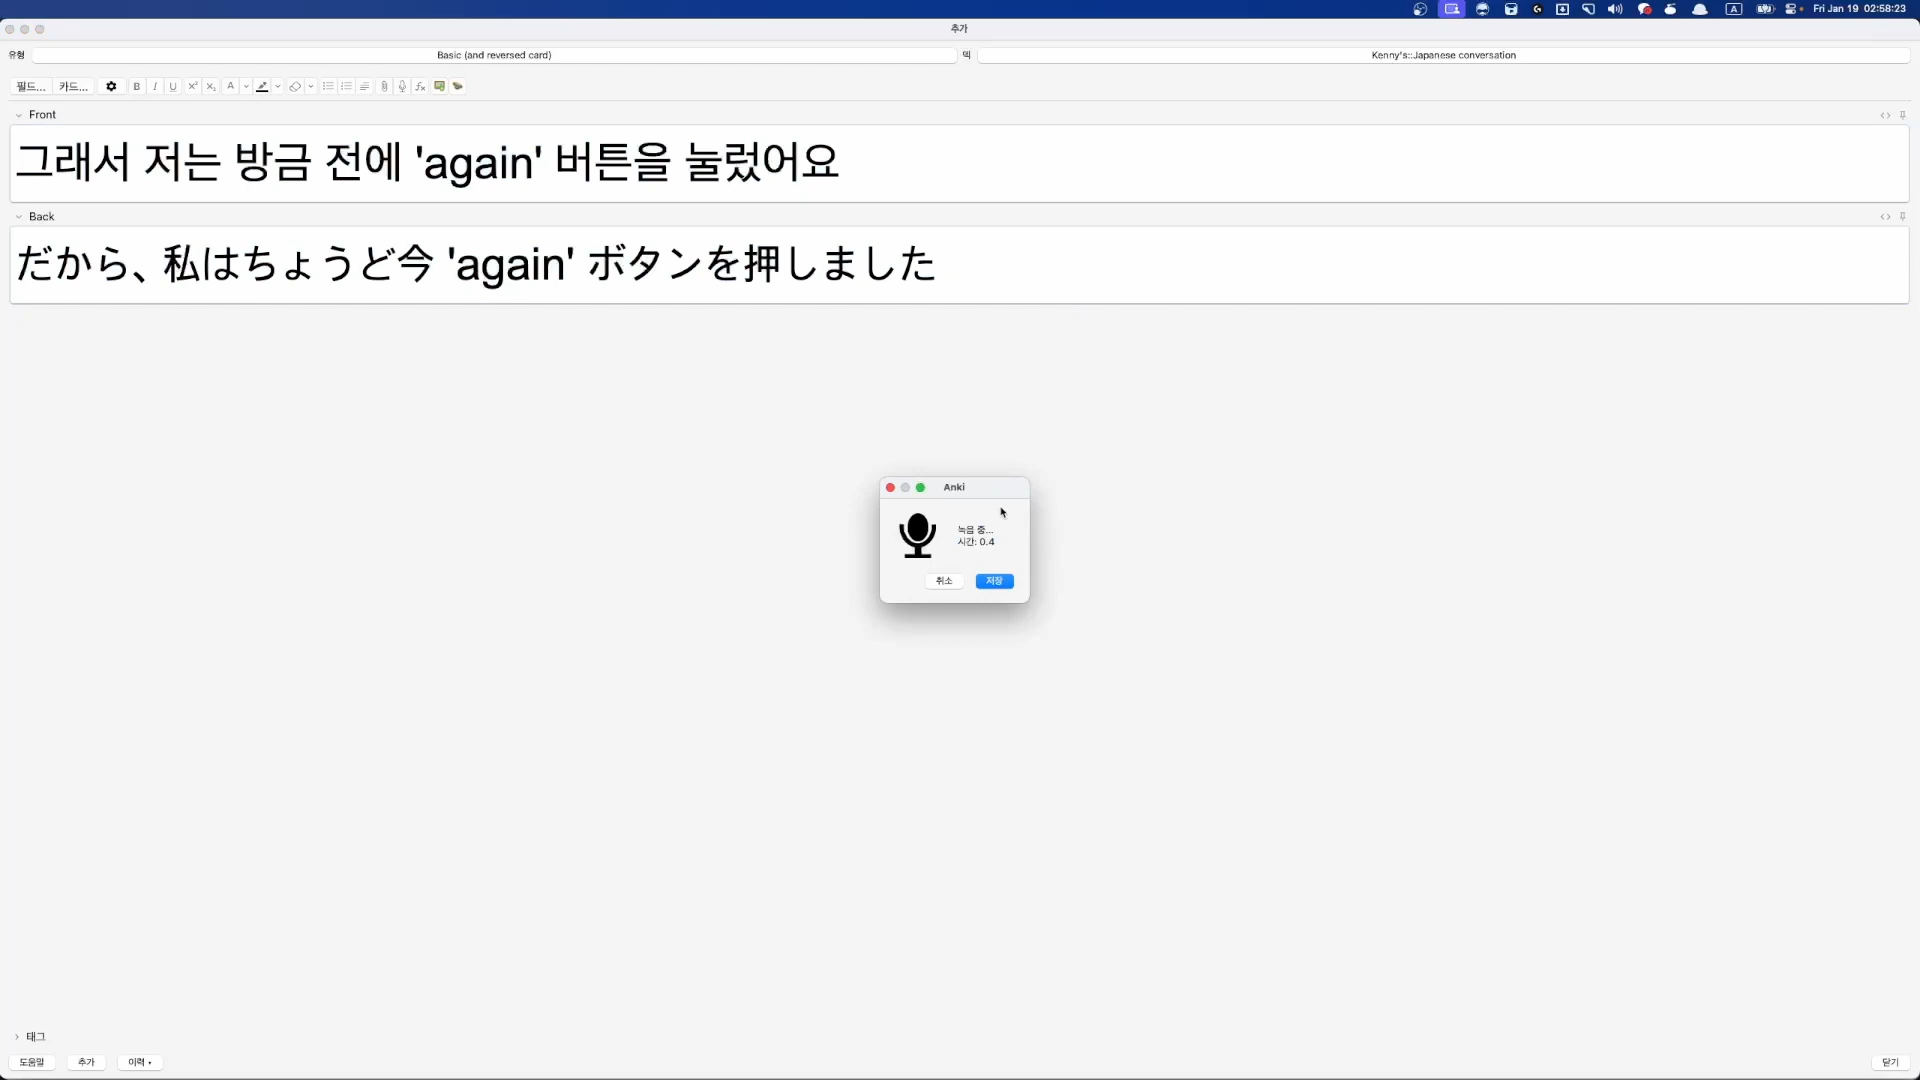 Fri Jan 19 02:58:23
추가
유형 Basic (and reversed card) 덱 Kenny's::Japanese conversation
필드... 카드... B I U x² x₂ A fx
Front
그래서 저는 방금 전에 'again' 버튼을 눌렀어요
Back
だから、私はちょうど今 'again' ボタンを押しました
Anki
녹음 중...
시간: 0.4
취소 저장
태그
도움말 추가 이력 닫기